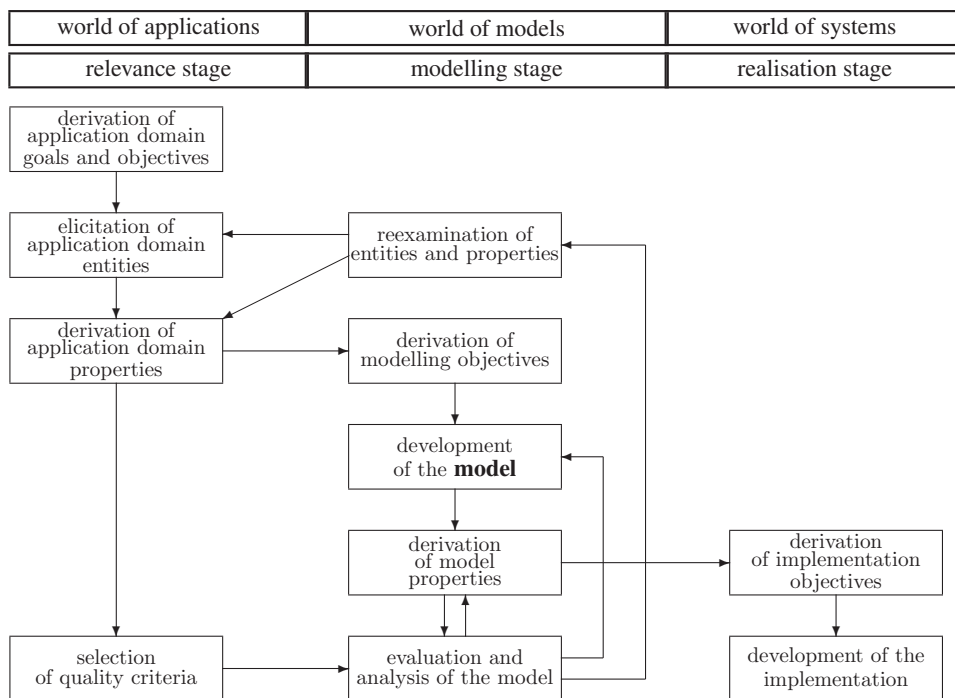 world of applications
world of models
world of systems
relevance stage
modelling stage
realisation stage
derivation of
application domain
goals and objectives
elicitation of
application domain
entities
reexamination of
entities and properties
derivation of
application domain
properties
derivation of
modelling objectives
development
of the model
derivation
of model
properties
derivation
of implementation
objectives
selection
of quality criteria
evaluation and
analysis of the model
development of the
implementation